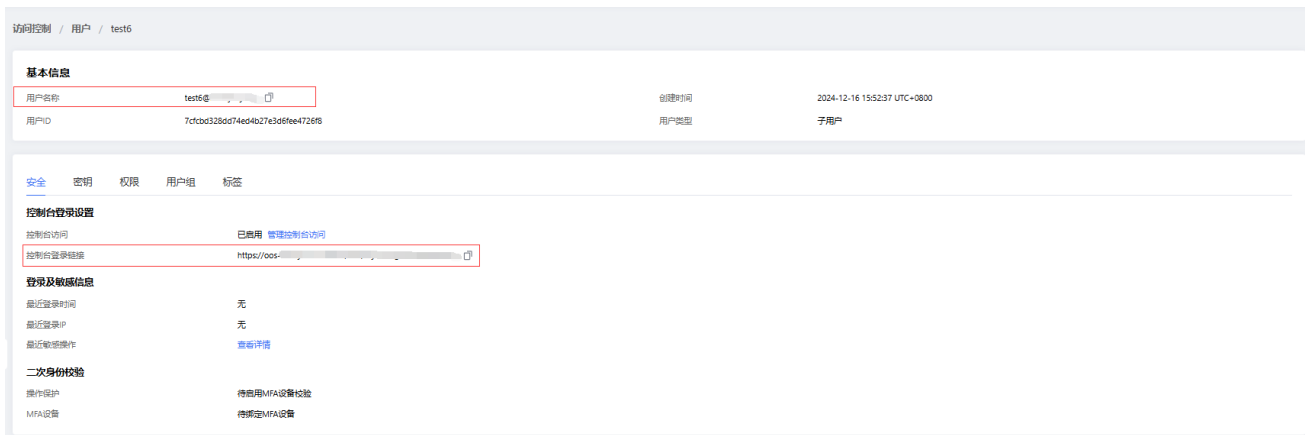 访问控制 / 用户 / test6
基本信息
用户名称 test6@ 创建时间 2024-12-16 15:52:37 UTC+0800
用户ID 7cfcbd328dd74ed4b27e3d6fee4726f8 用户类型 子用户
安全 密钥 权限 用户组 标签
控制台登录设置
控制台访问 已启用 管理控制台访问
控制台登录链接 https://oos-
登录及敏感信息
最近登录时间 无
最近登录IP 无
最近敏感操作 查看详情
二次身份校验
操作保护 待启用MFA设备校验
MFA设备 待绑定MFA设备